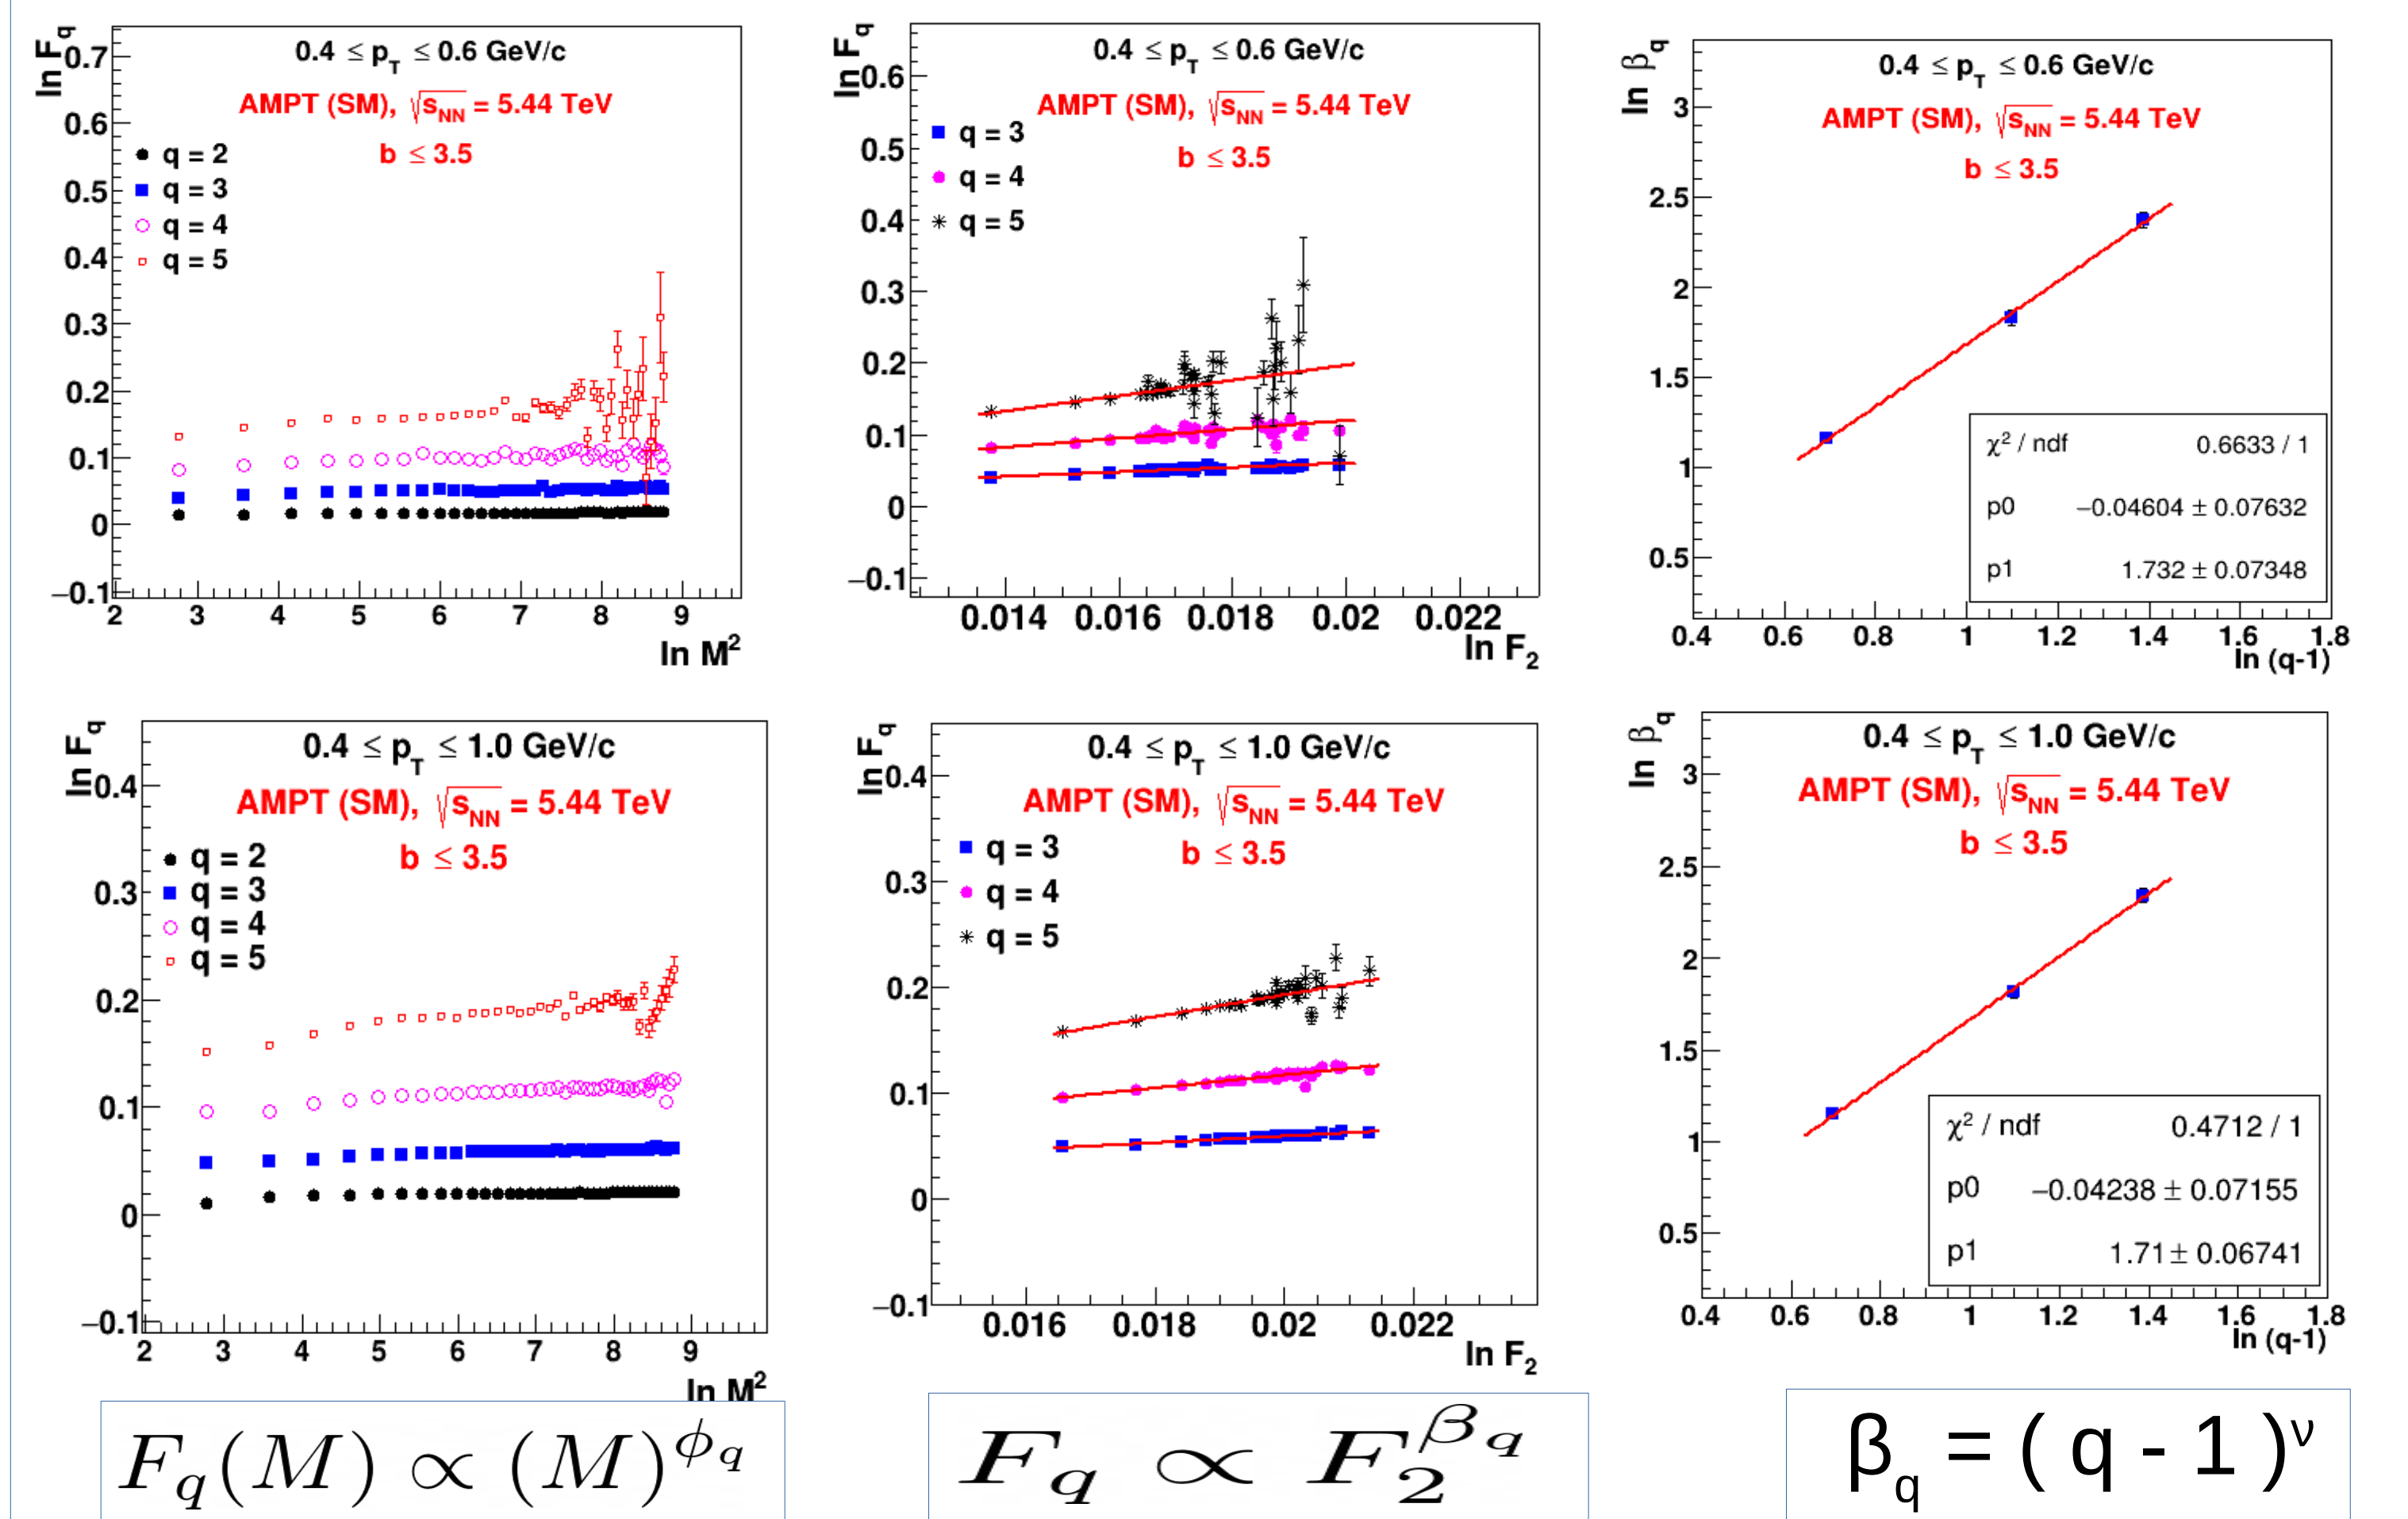 ln F_q
0.4 ≤ p_T ≤ 0.6 GeV/c
AMPT (SM), √s_NN = 5.44 TeV
b ≤ 3.5
q = 2
q = 3
q = 4
q = 5
0.7
0.6
0.5
0.4
0.3
0.2
0.1
0
−0.1
2 3 4 5 6 7 8 9
ln M²
ln F_q
0.4 ≤ p_T ≤ 0.6 GeV/c
AMPT (SM), √s_NN = 5.44 TeV
b ≤ 3.5
q = 3
q = 4
q = 5
0.6
0.5
0.4
0.3
0.2
0.1
0
−0.1
0.014 0.016 0.018 0.02 0.022
ln F₂
ln β_q
0.4 ≤ p_T ≤ 0.6 GeV/c
AMPT (SM), √s_NN = 5.44 TeV
b ≤ 3.5
3
2.5
2
1.5
1
0.5
χ² / ndf 0.6633 / 1
p0 −0.04604 ± 0.07632
p1 1.732 ± 0.07348
0.4 0.6 0.8 1 1.2 1.4 1.6 1.8
ln (q-1)
ln F_q
0.4 ≤ p_T ≤ 1.0 GeV/c
AMPT (SM), √s_NN = 5.44 TeV
b ≤ 3.5
q = 2
q = 3
q = 4
q = 5
0.4
0.3
0.2
0.1
0
−0.1
2 3 4 5 6 7 8 9
ln M²
ln F_q
0.4 ≤ p_T ≤ 1.0 GeV/c
AMPT (SM), √s_NN = 5.44 TeV
b ≤ 3.5
q = 3
q = 4
q = 5
0.4
0.3
0.2
0.1
0
−0.1
0.016 0.018 0.02 0.022
ln F₂
ln β_q
0.4 ≤ p_T ≤ 1.0 GeV/c
AMPT (SM), √s_NN = 5.44 TeV
b ≤ 3.5
3
2.5
2
1.5
1
0.5
χ² / ndf 0.4712 / 1
p0 −0.04238 ± 0.07155
p1 1.71 ± 0.06741
0.4 0.6 0.8 1 1.2 1.4 1.6 1.8
ln (q-1)
F_q(M) ∝ (M)^ϕ_q
F_q ∝ F_2^β_q
β_q = ( q - 1 )^ν